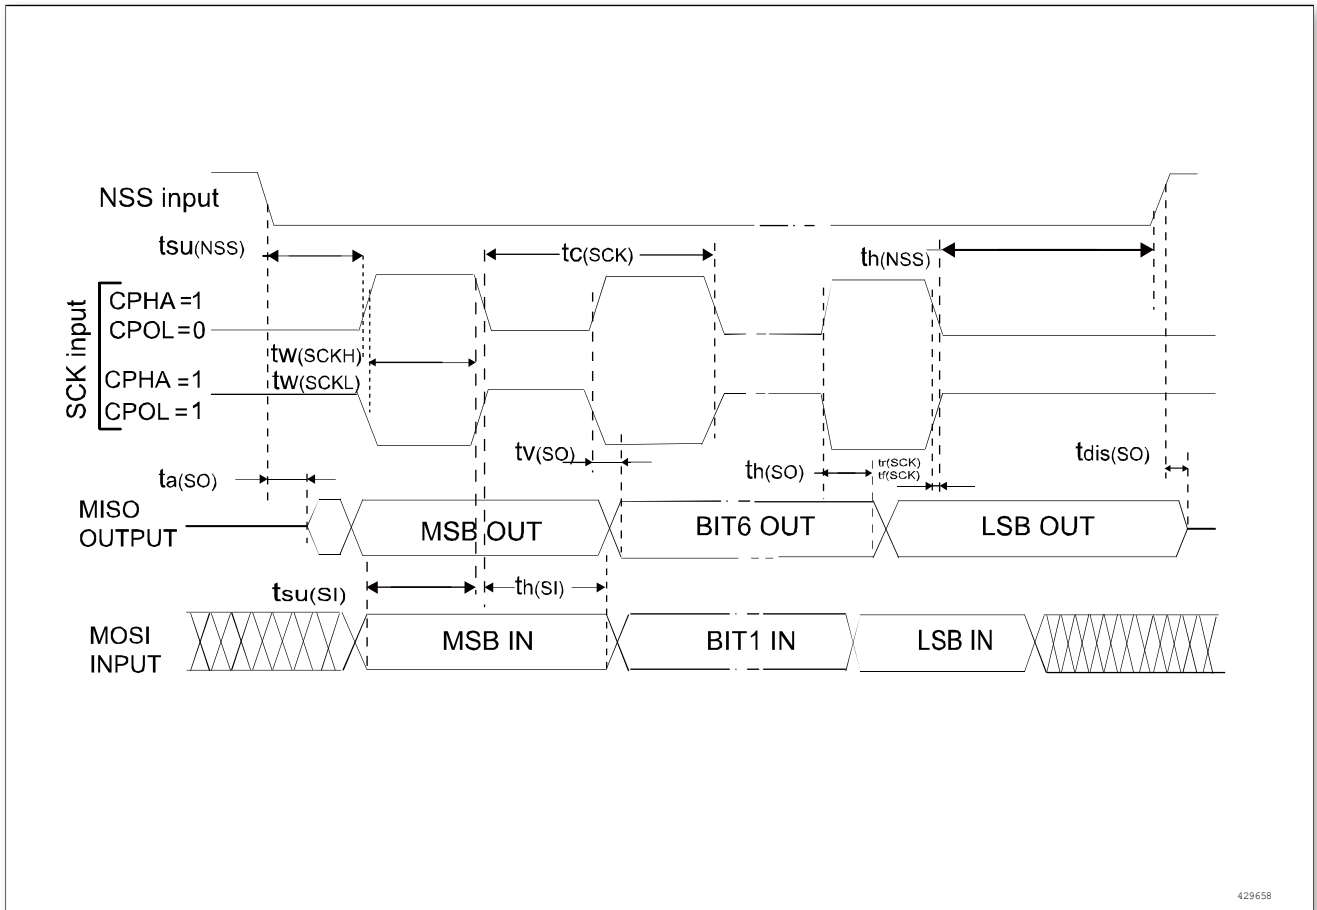 NSS input
tsu(NSS)
tc(SCK)
th(NSS)
SCK input
CPHA =1
CPOL=0
tw(SCKH)
CPHA =1
tw(SCKL)
CPOL =1
tv(SO)
th(SO)
tr(SCK)
tf(SCK)
tdis(SO)
ta(SO)
MISO
OUTPUT
MSB OUT
BIT6 OUT
LSB OUT
tsu(SI)
th(SI)
MOSI
INPUT
MSB IN
BIT1 IN
LSB IN
429658